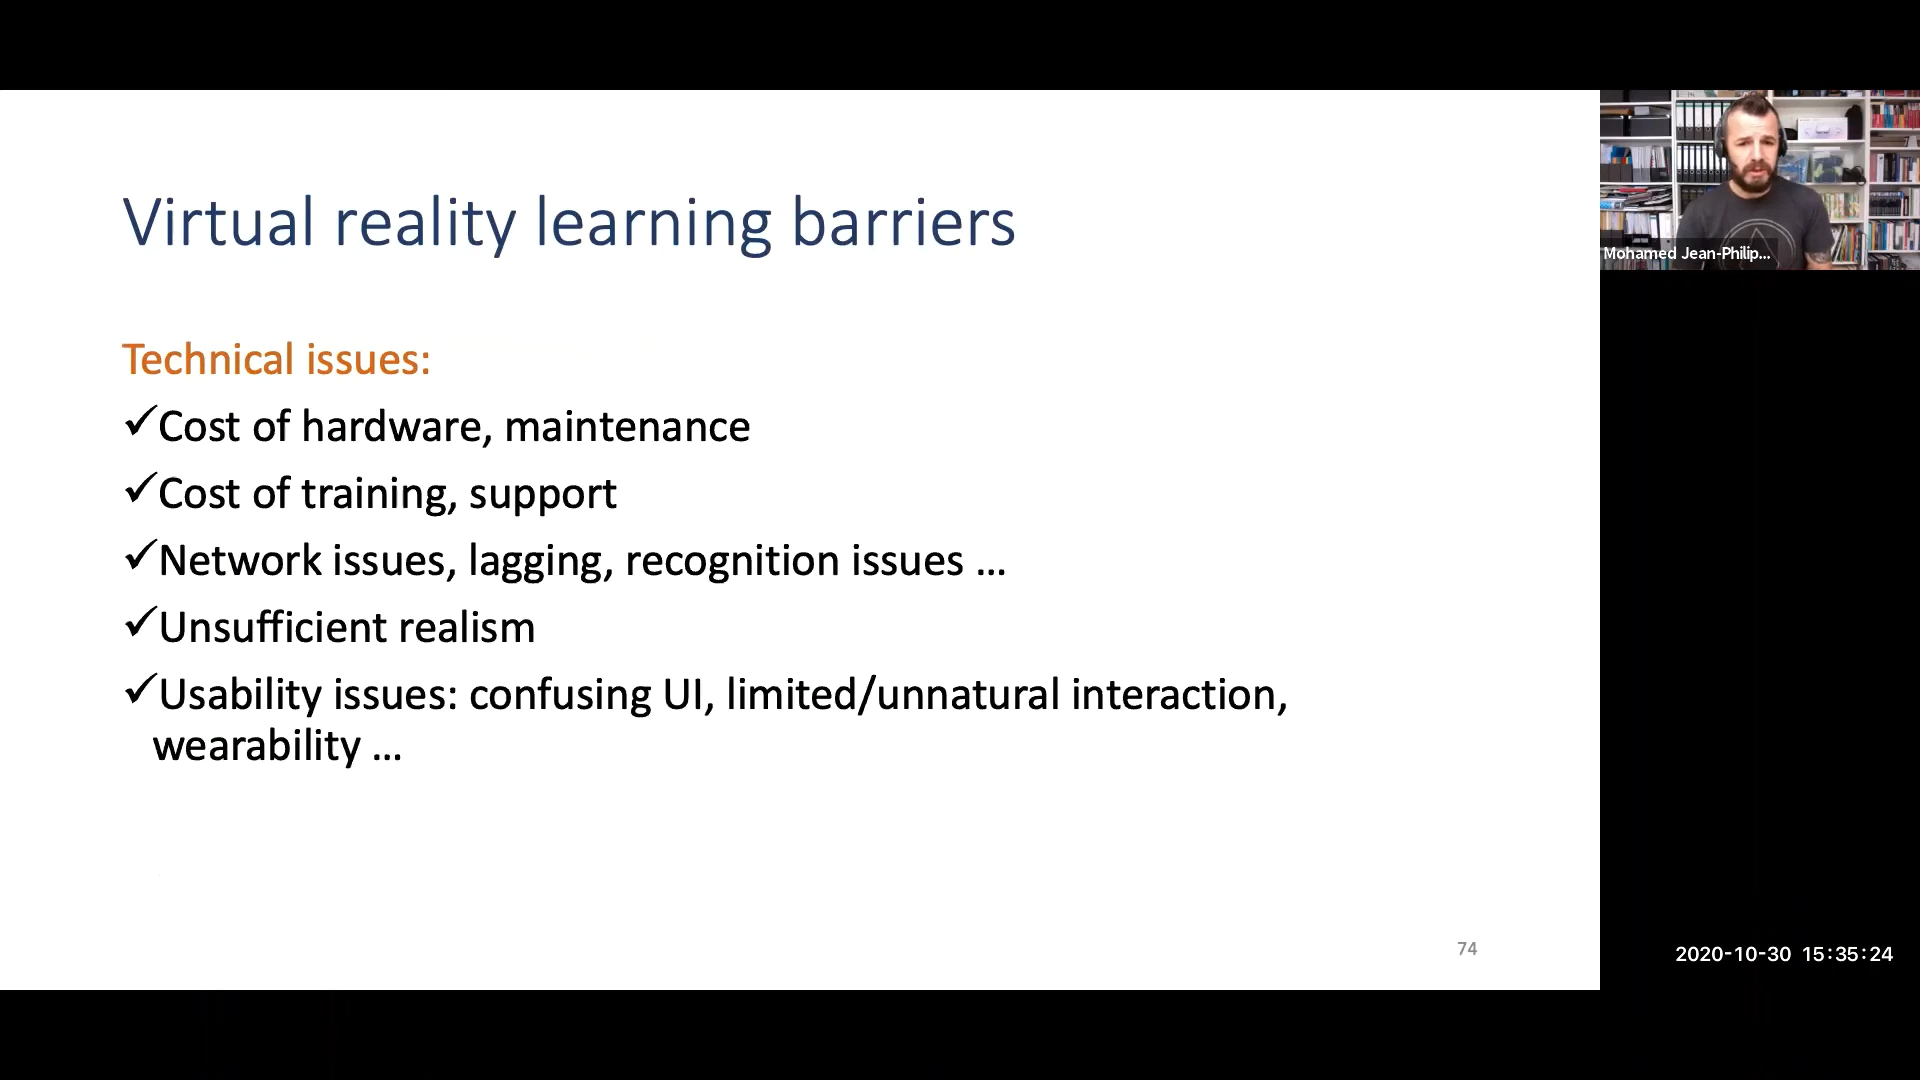 Virtual reality learning barriers
Technical issues:
✓Cost of hardware, maintenance
✓Cost of training, support
✓Network issues, lagging, recognition issues ...
✓Unsufficient realism
✓Usability issues: confusing UI, limited/unnatural interaction,
wearability ...
74
Mohamed Jean-Philip...
2020-10-30 15:35:24